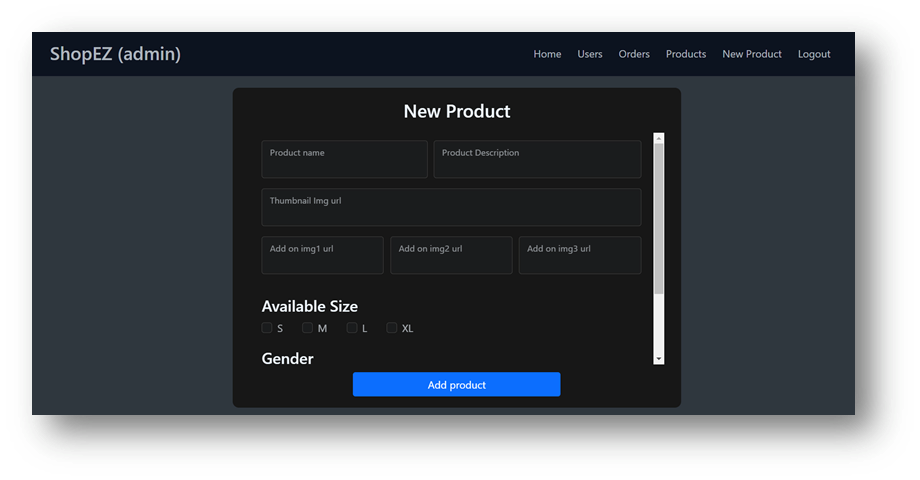 ShopEZ (admin) Home Users Orders Products New Product Logout
New Product
Product name Product Description
Thumbnail Img url
Add on img1 url Add on img2 url Add on img3 url
Available Size
S M L XL
Gender
Add product